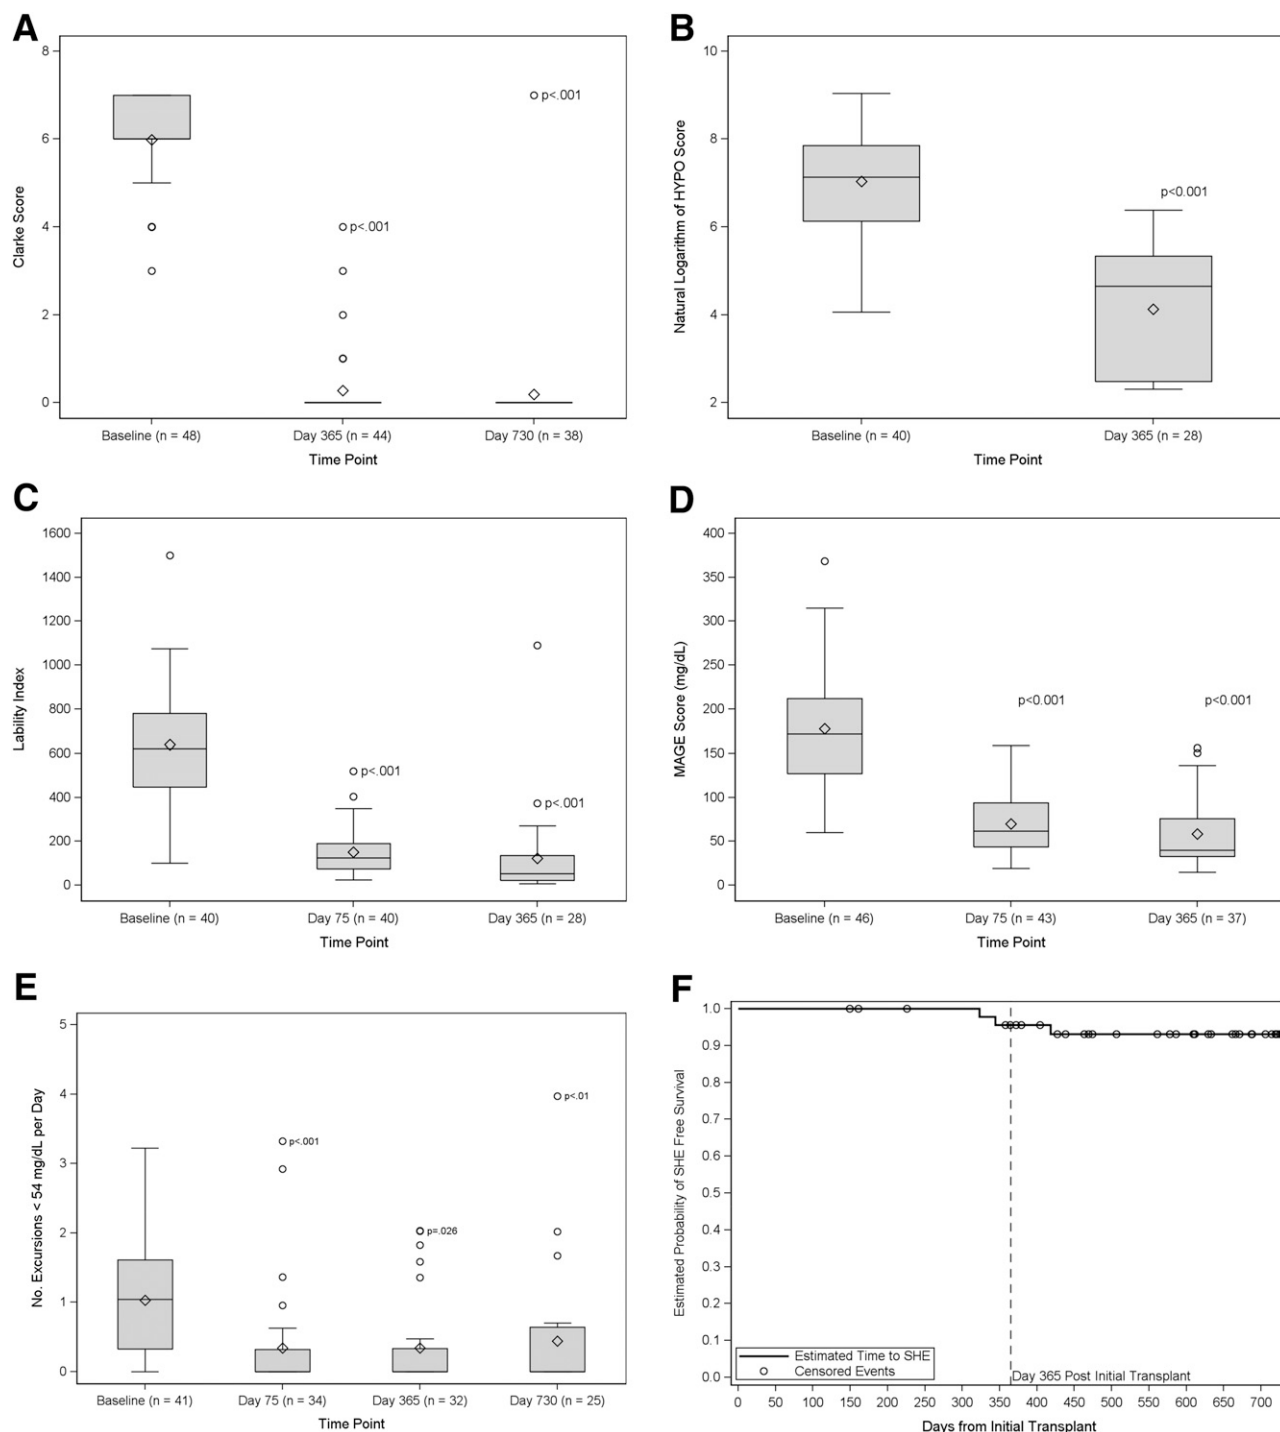 A
8
6
4
2
0
Clarke Score
p<.001
p<.001
Baseline (n = 48) Day 365 (n = 44) Day 730 (n = 38)
Time Point
B
10
8
6
4
2
Natural Logarithm of HYPO Score
p<0.001
Baseline (n = 40) Day 365 (n = 28)
Time Point
C
1600
1400
1200
1000
800
600
400
200
0
Lability Index
p<.001
p<.001
Baseline (n = 40) Day 75 (n = 40) Day 365 (n = 28)
Time Point
D
400
350
300
250
200
150
100
50
0
MAGE Score (mg/dL)
p<0.001 p<0.001
Baseline (n = 46) Day 75 (n = 43) Day 365 (n = 37)
Time Point
E
5
4
3
2
1
0
No. Excursions < 54 mg/dL per Day
p<.001
p=.026
p<.01
Baseline (n = 41) Day 75 (n = 34) Day 365 (n = 32) Day 730 (n = 25)
Time Point
F
1.0
0.9
0.8
0.7
0.6
0.5
0.4
0.3
0.2
0.1
0.0
Estimated Probability of SHE Free Survival
Estimated Time to SHE
Censored Events
Day 365 Post Initial Transplant
0 50 100 150 200 250 300 350 400 450 500 550 600 650 700
Days from Initial Transplant